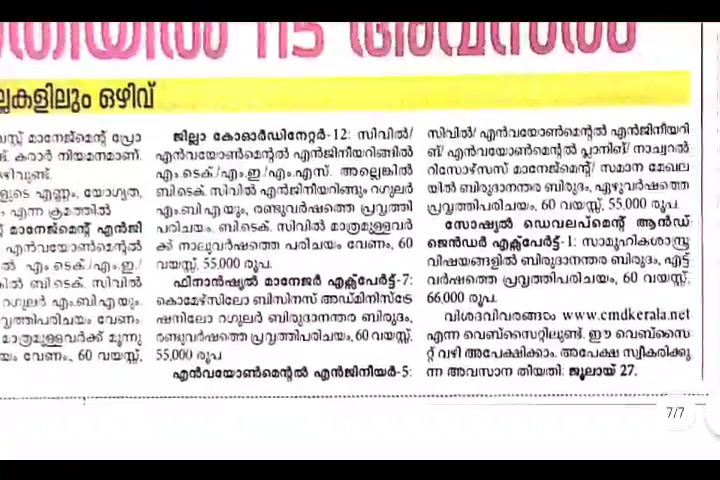 115 അവസരം
ല്ലകളിലും ഒഴിവ്
മാനേജ്മെന്റ് പ്രോ
കരാർ നിയമനമാണ്.
ഴിവുണ്ട്.
ളുടെ എണ്ണം, യോഗ്യത,
എന്ന ക്രമത്തിൽ
മാനേജ്മെന്റ് എൻജി
എൻവയോൺമെന്റൽ
ൽ എം.ടെക്./എം.ഇ./
ബി.ടെക്. സിവിൽ
റഗുലർ എം.ബി.എ യും.
വൃത്തിപരിചയം വേണം.
മാത്രമുള്ളവർക്ക് മൂന്നു
യം വേണം., 60 വയസ്സ്,
ജില്ലാ കോഓർഡിനേറ്റർ-12: സിവിൽ/
എൻവയോൺമെന്റൽ എൻജിനീയറിങ്ങിൽ
എം.ടെക്./എം.ഇ/എം.എസ്. അല്ലെങ്കിൽ
ബി.ടെക്. സിവിൽ എൻജിനീയറിങ്ങും റഗുലർ
എം.ബി.എ യും, രണ്ടുവർഷത്തെ പ്രവൃത്തി
പരിചയം. ബി.ടെക്. സിവിൽ മാത്രമുള്ളവർ
ക്ക് നാലുവർഷത്തെ പരിചയം വേണം, 60
വയസ്സ്, 55,000 രൂപ.
ഫിനാൻഷ്യൽ മാനേജർ എക്സ്പേർട്ട്-7:
കൊമേഴ്സിലോ ബിസിനസ് അഡ്മിനിസ്ട്രേ
ഷനിലോ റഗുലർ ബിരുദാനന്തര ബിരുദം,
രണ്ടുവർഷത്തെ പ്രവൃത്തിപരിചയം, 60 വയസ്സ്.
55,000 രൂപ
എൻവയോൺമെന്റൽ എൻജിനീയർ-5:
സിവിൽ/ എൻവയോൺമെന്റൽ എൻജിനീയറി
ങ്/ എൻവയോൺമെന്റൽ പ്ലാനിങ്/ നാച്വറൽ
റിസോഴ്സസ് മാനേജ്മെന്റ്/ സമാന മേഖല
യിൽ ബിരുദാനന്തര ബിരുദം, ഏഴുവർഷത്തെ
പ്രവൃത്തിപരിചയം, 60 വയസ്സ്, 55,000 രൂപ.
സോഷ്യൽ ഡെവലപ്മെന്റ് ആൻഡ്
ജെൻഡർ എക്സ്പേർട്ട്-1: സാമൂഹികശാസ്ത്ര
വിഷയങ്ങളിൽ ബിരുദാനന്തര ബിരുദം, എട്ട്
വർഷത്തെ പ്രവൃത്തിപരിചയം, 60 വയസ്സ്,
66,000 രൂപ.
വിശദവിവരങ്ങൾ www.cmdkerala.net
എന്ന വെബ്സൈറ്റിലുണ്ട്. ഈ വെബ്സൈ
റ്റ് വഴി അപേക്ഷിക്കാം. അപേക്ഷ സ്വീകരിക്കു
ന്ന അവസാന തിയതി: ജൂലായ് 27.
7/7